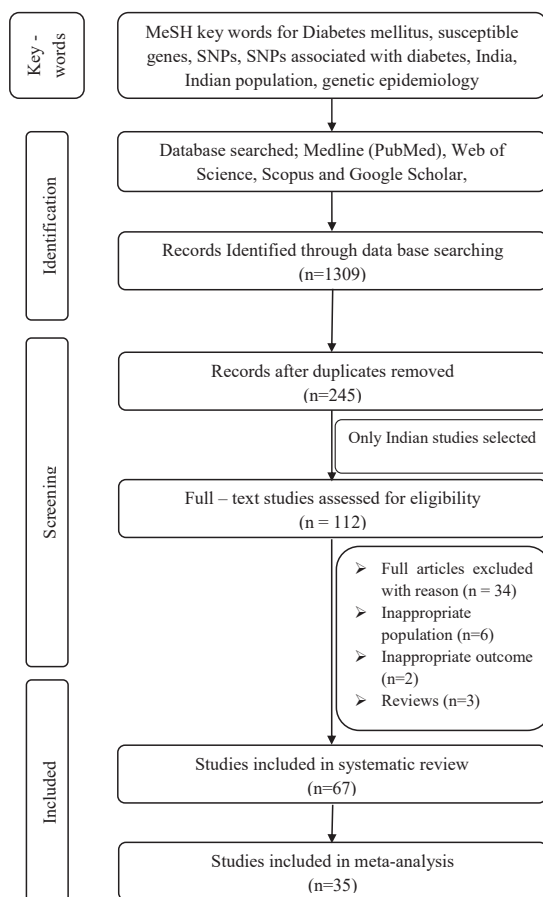 Key -
words
MeSH key words for Diabetes mellitus, susceptible
genes, SNPs, SNPs associated with diabetes, India,
Indian population, genetic epidemiology
Identification
Database searched; Medline (PubMed), Web of
Science, Scopus and Google Scholar,
Records Identified through data base searching
(n=1309)
Screening
Records after duplicates removed
(n=245)
Only Indian studies selected
Full – text studies assessed for eligibility
(n = 112)
➢ Full articles excluded
with reason (n = 34)
➢ Inappropriate
population (n=6)
➢ Inappropriate outcome
(n=2)
➢ Reviews (n=3)
Included
Studies included in systematic review
(n=67)
Studies included in meta-analysis
(n=35)